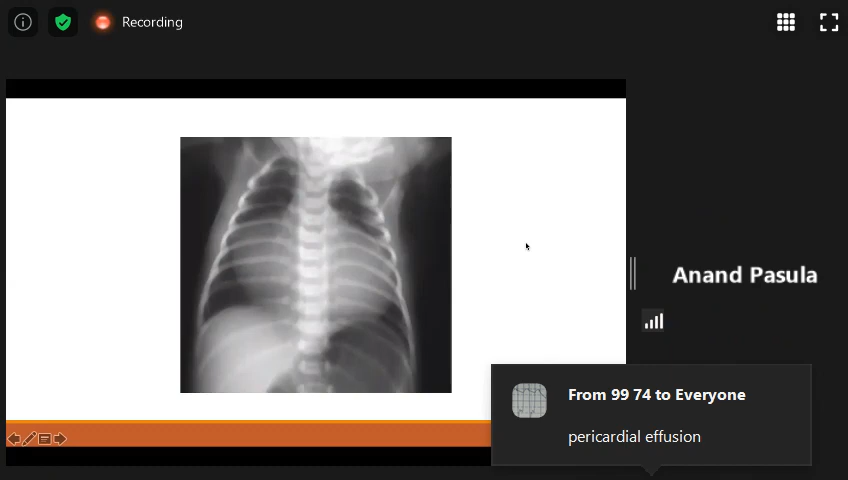 Recording
Anand Pasula
From 99 74 to Everyone
pericardial effusion